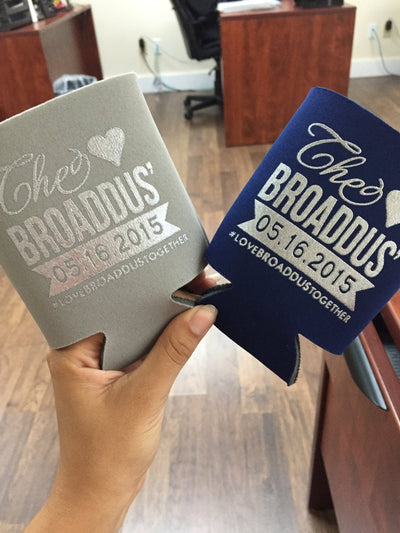 The
BROADDUS'
05.16.2015
#LOVEBROADDUSTOGETHER
The
BROADDUS'
05.16.2015
#LOVEBROADDUSTOGETHER